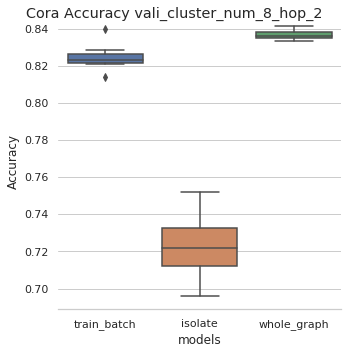 Cora Accuracy vali_cluster_num_8_hop_2
0.84
0.82
0.80
0.78
0.76
0.74
0.72
0.70
Accuracy
train_batch
isolate
whole_graph
models